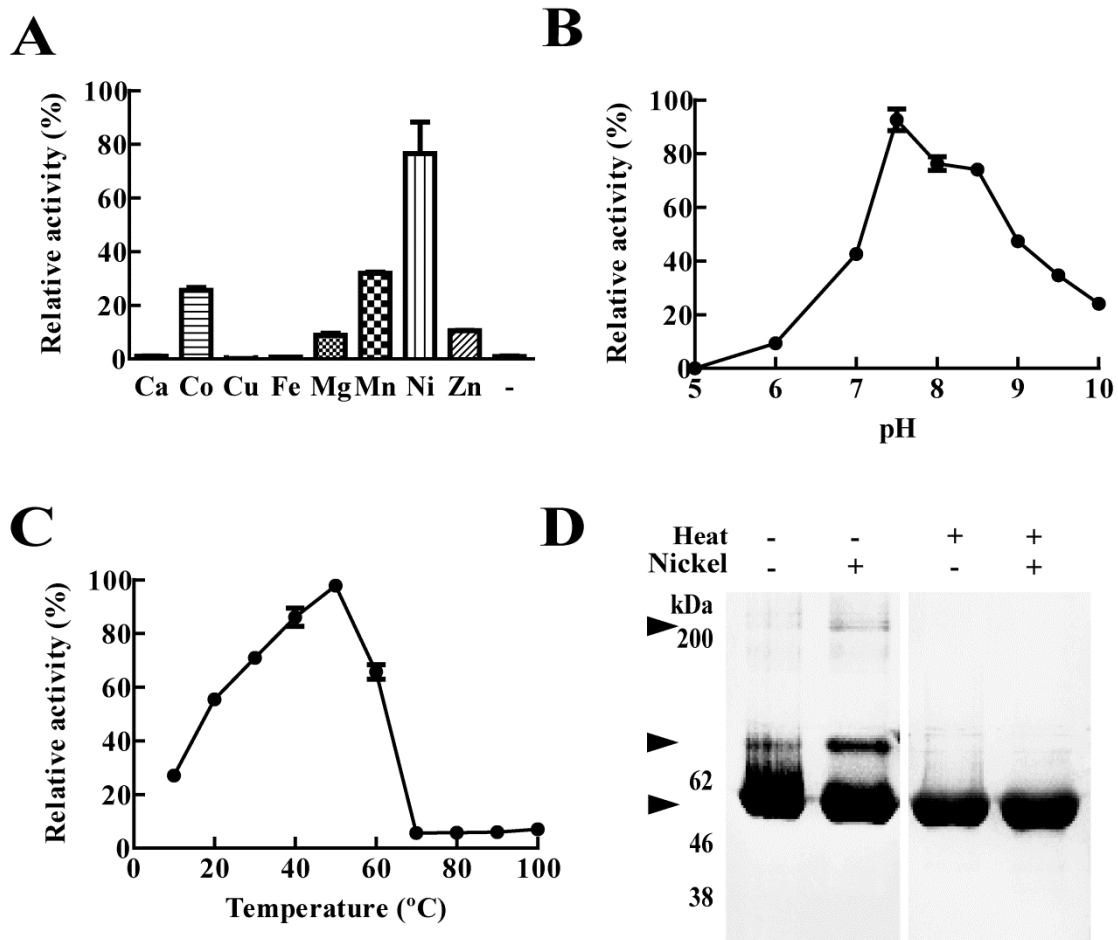 A
Relative activity (%)
100
80
60
40
20
0
Ca Co Cu Fe Mg Mn Ni Zn -
B
Relative activity (%)
100
80
60
40
20
0
5 6 7 8 9 10
pH
C
Relative activity (%)
100
80
60
40
20
0
0 20 40 60 80 100
Temperature (ºC)
D
Heat - - + +
Nickel - + - +
kDa
200
62
46
38